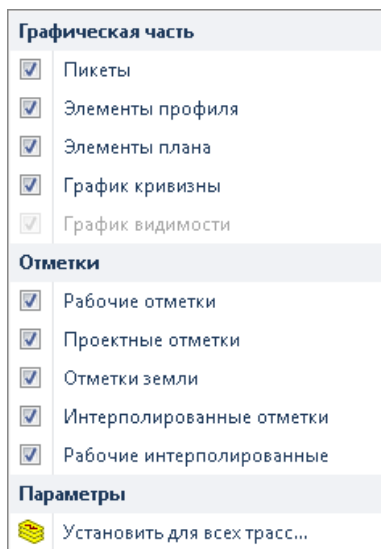 Графическая часть
Пикеты
Элементы профиля
Элементы плана
График кривизны
График видимости
Отметки
Рабочие отметки
Проектные отметки
Отметки земли
Интерполированные отметки
Рабочие интерполированные
Параметры
Установить для всех трасс...